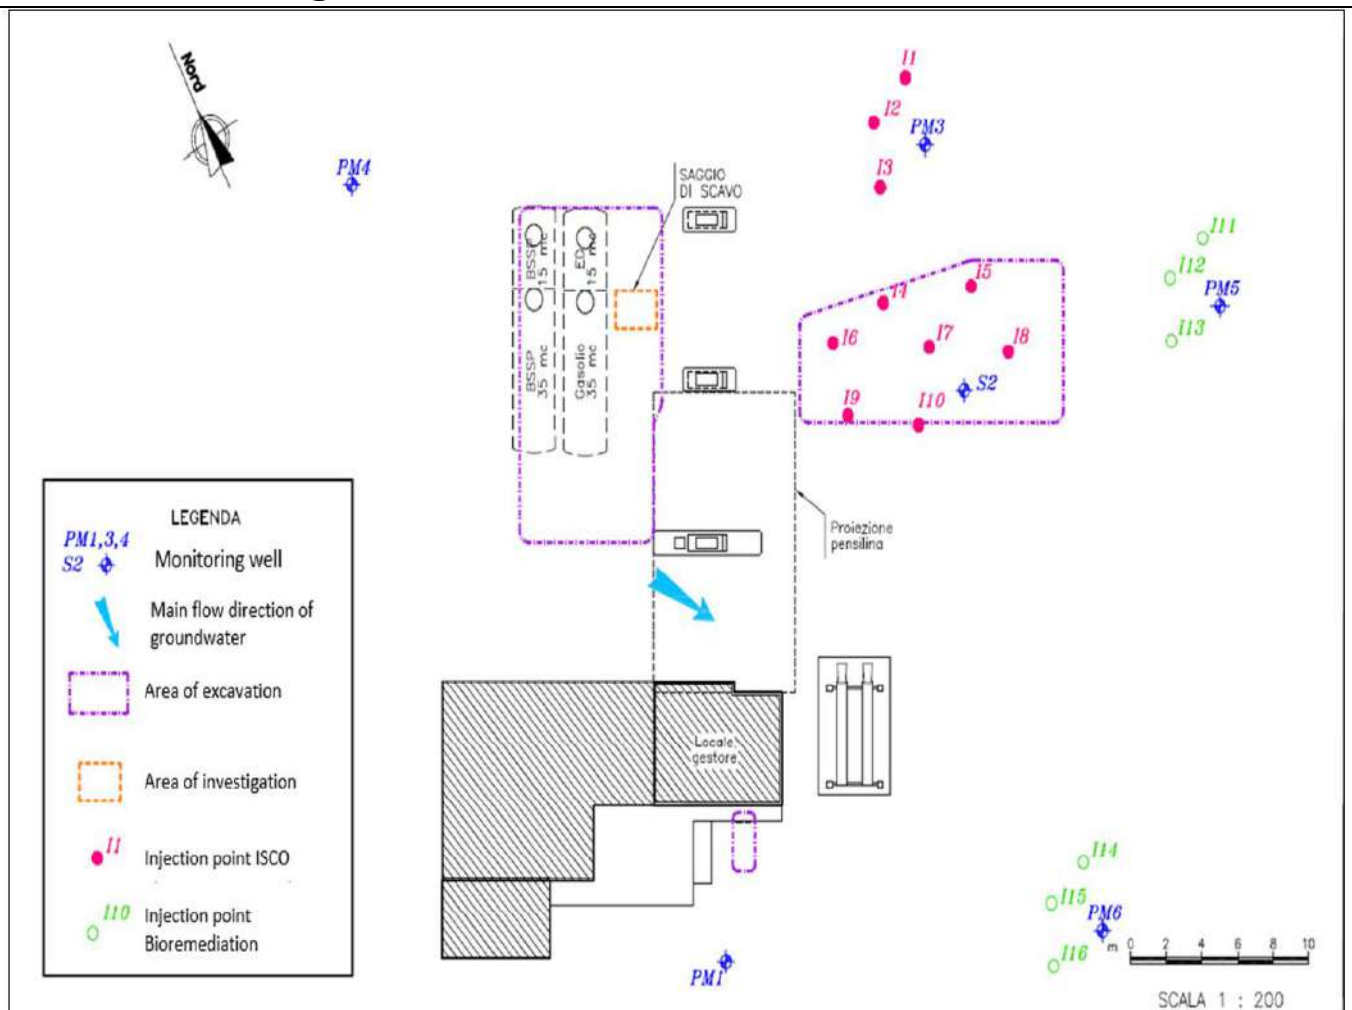 Nord
I1
I2
PM3
I3
PM4
SAGGIO
DI SCAVO
I11
I12
PM5
I13
BSSP
15 mc
ED
15 mc
I5
I4
I6
I7
I8
S2
I9
I10
BSSP
35 mc
Gasolio
35 mc
Proiezione
pensilina
LEGENDA
PM1,3,4
S2
Monitoring well
Main flow direction of
groundwater
Area of excavation
Area of investigation
I1
Injection point ISCO
I10
Injection point
Bioremediation
Locale
gestore
I14
I15
PM6
I16
PM1
m
0 2 4 6 8 10
SCALA 1 : 200